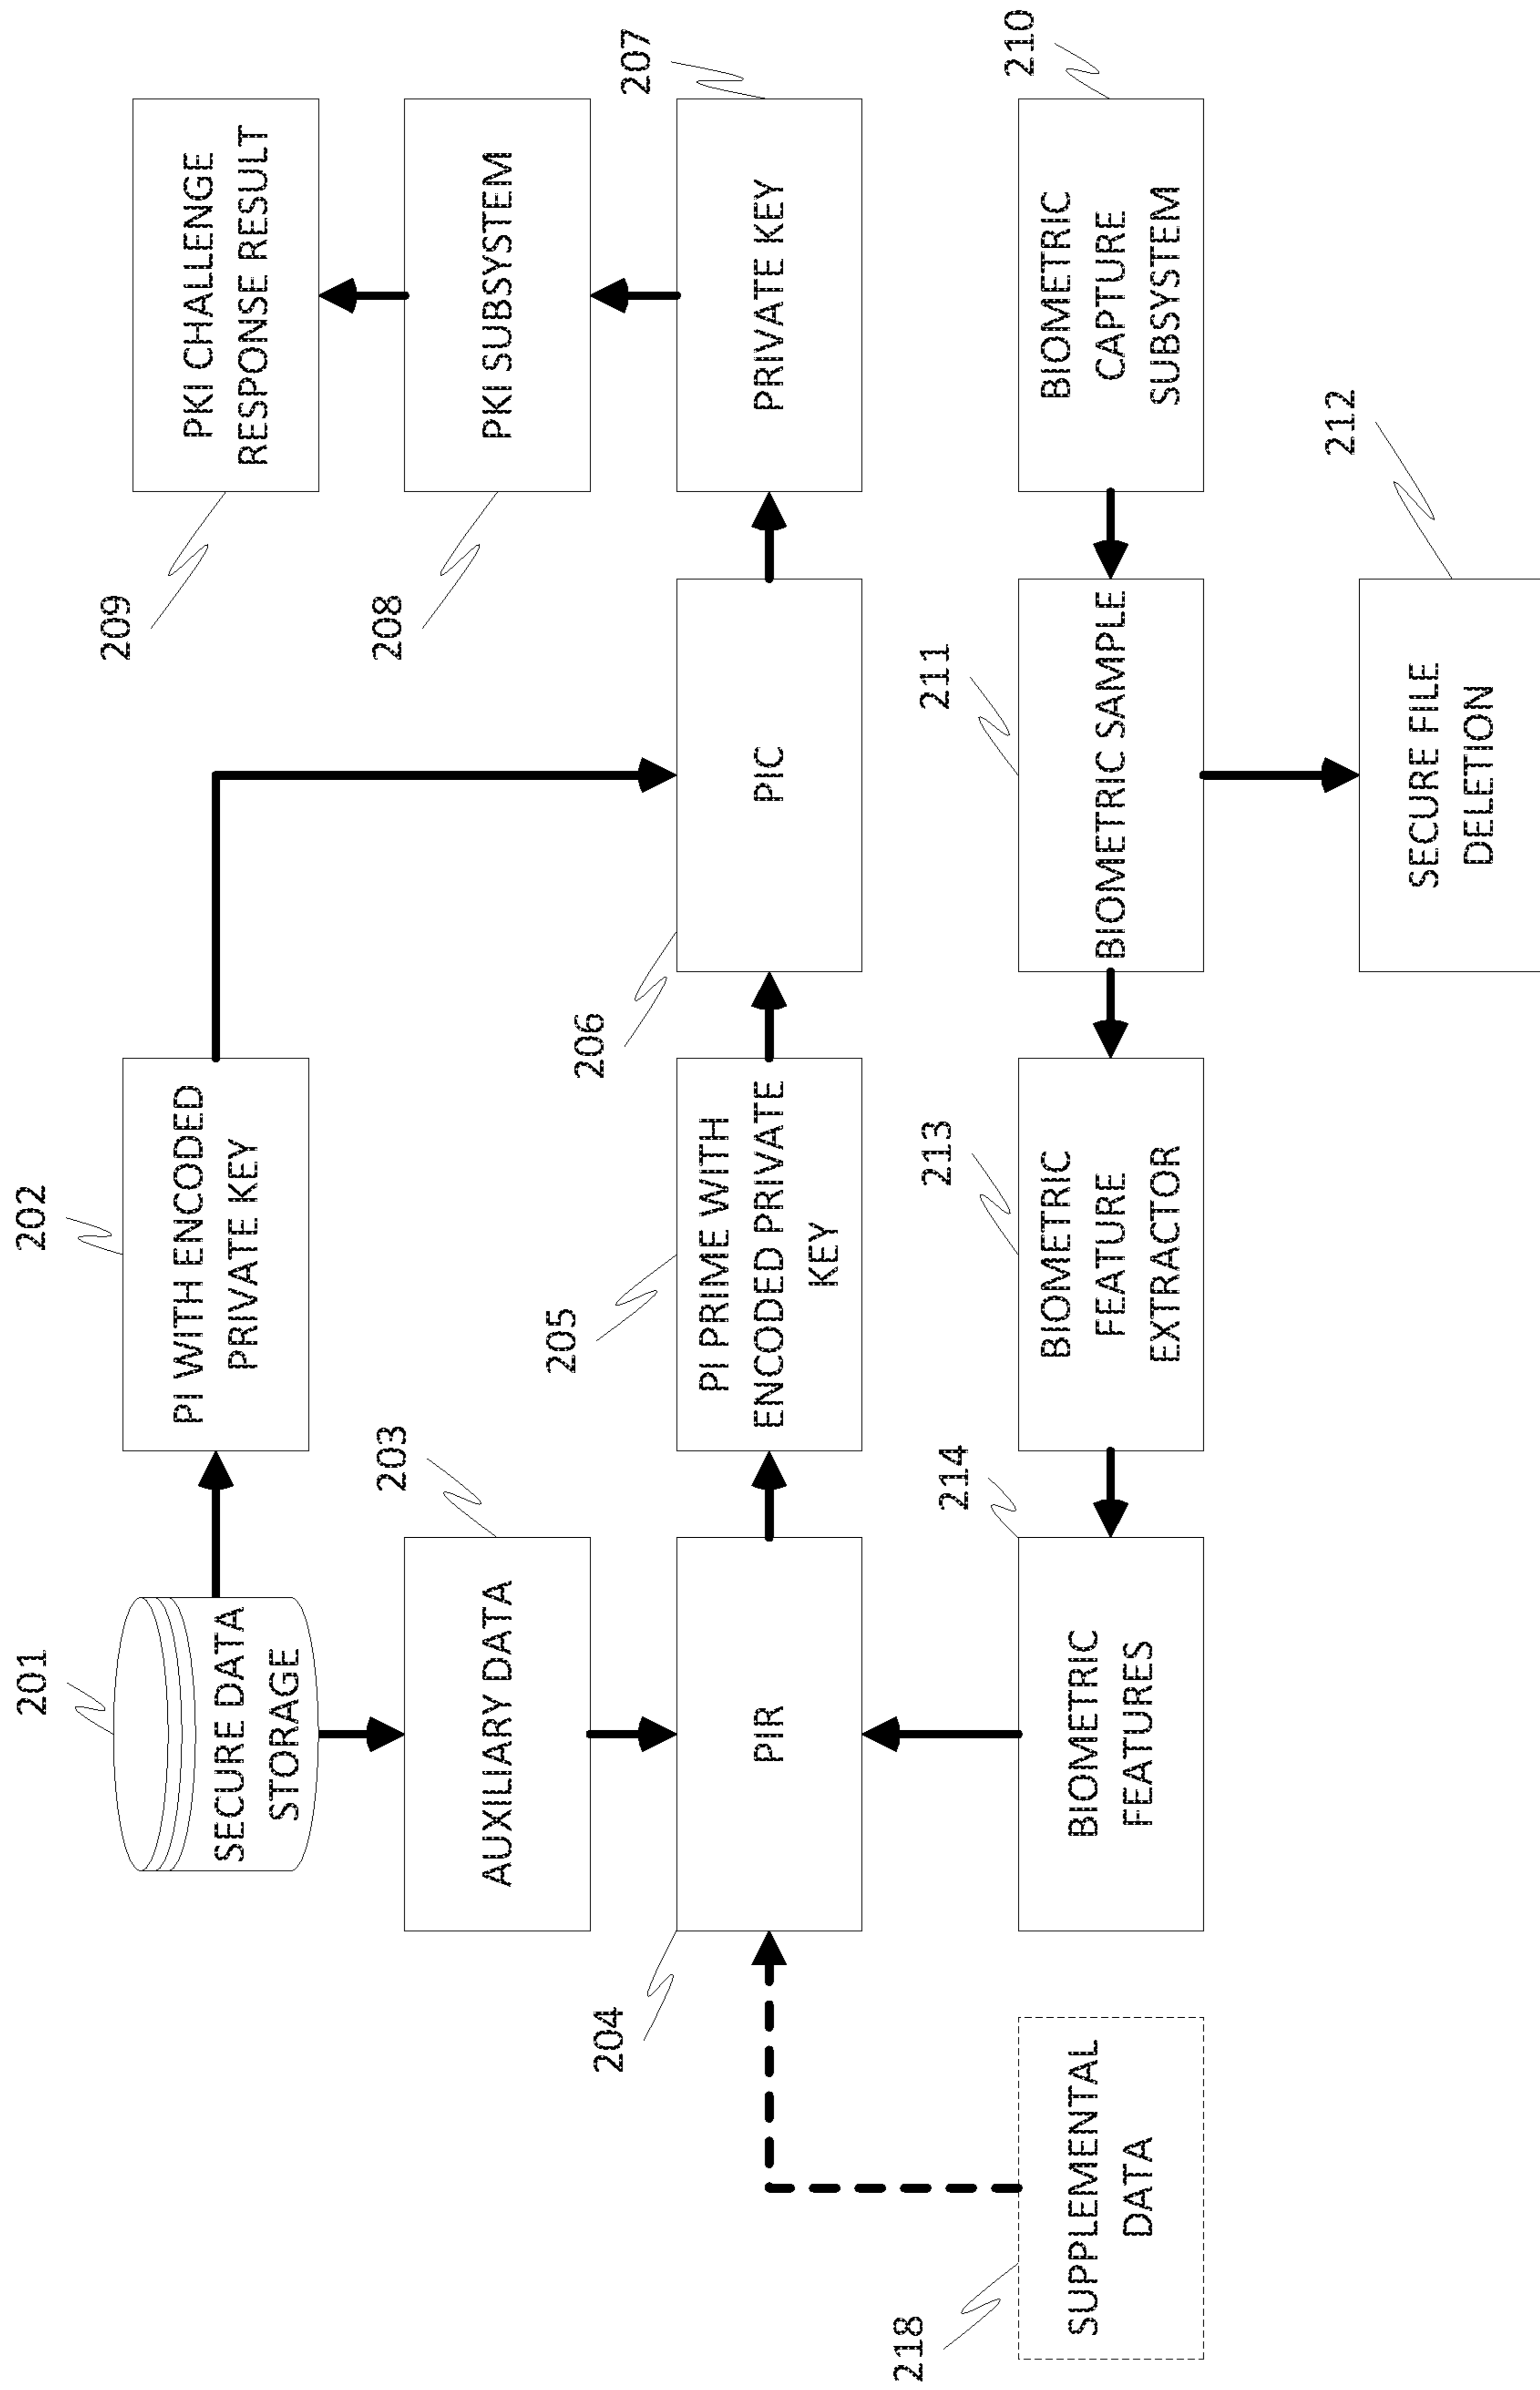 201
SECURE DATA
STORAGE
202
PI WITH ENCODED
PRIVATE KEY
209
PKI CHALLENGE
RESPONSE RESULT
203
AUXILIARY DATA
208
PKI SUBSYSTEM
204
PIR
205
PI PRIME WITH
ENCODED PRIVATE
KEY
206
PIC
207
PRIVATE KEY
218
SUPPLEMENTAL
DATA
214
BIOMETRIC
FEATURES
213
BIOMETRIC
FEATURE
EXTRACTOR
211
BIOMETRIC SAMPLE
210
BIOMETRIC
CAPTURE
SUBSYSTEM
212
SECURE FILE
DELETION